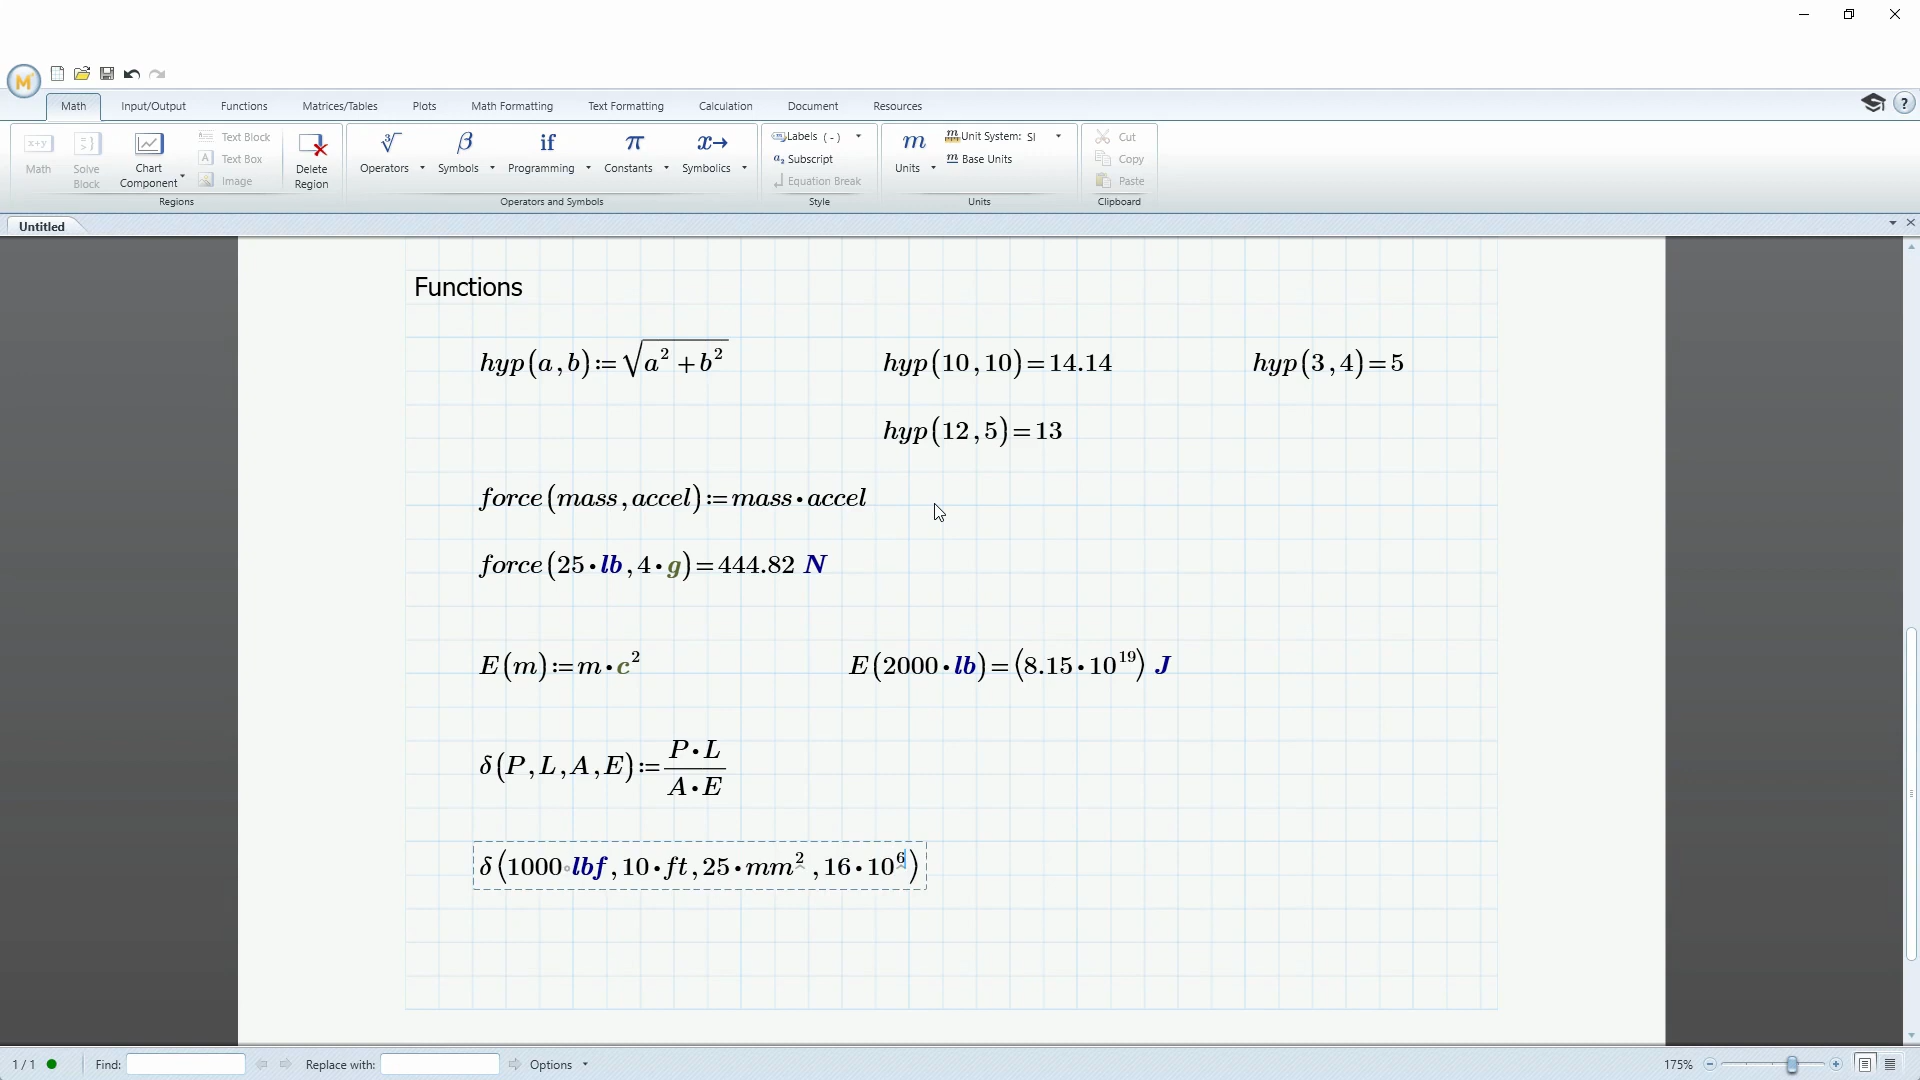 Math Input/Output Functions Matrices/Tables Plots Math Formatting Text Formatting Calculation Document Resources
Math
Solve Block
Chart Component
Text Block
Text Box
Image
Delete Region
Regions
Operators
Symbols
if Programming
π Constants
Symbolics
Operators and Symbols
Labels ( - )
Subscript
Equation Break
Style
Units
Unit System: SI
Base Units
Units
Cut
Copy
Paste
Clipboard
Untitled
Functions
hyp(a,b):=√(a²+b²) hyp(10,10)=14.14 hyp(3,4)=5
hyp(12,5)=13
force(mass,accel):=mass•accel
force(25•lb,4•g)=444.82 N
E(m):=m•c² E(2000•lb)=(8.15•10¹⁹) J
δ(P,L,A,E):=P•L/A•E
δ(1000•lbf,10•ft,25•mm²,16•10⁶)
1 / 1 Find: Replace with: Options 175%